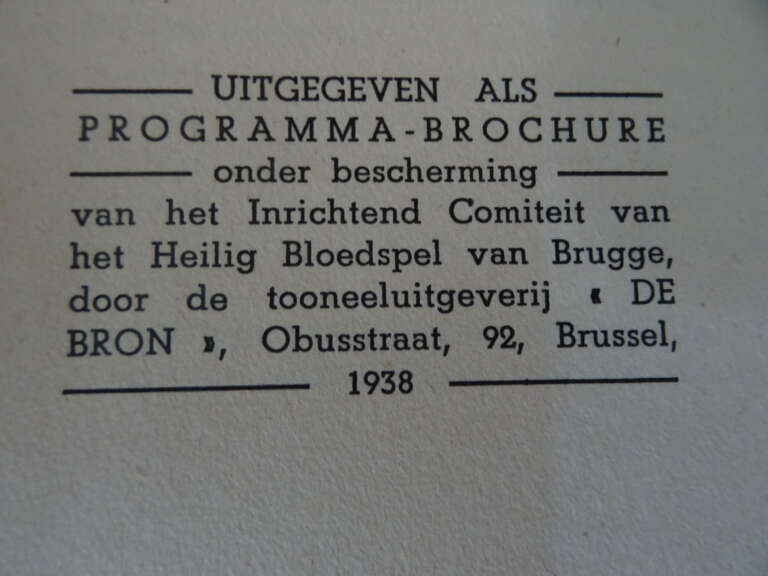 UITGEGEVEN ALS
PROGRAMMA-BROCHURE
onder bescherming
van het Inrichtend Comiteit van
het Heilig Bloedspel van Brugge,
door de tooneeluitgeverij « DE
BRON », Obusstraat, 92, Brussel,
1938